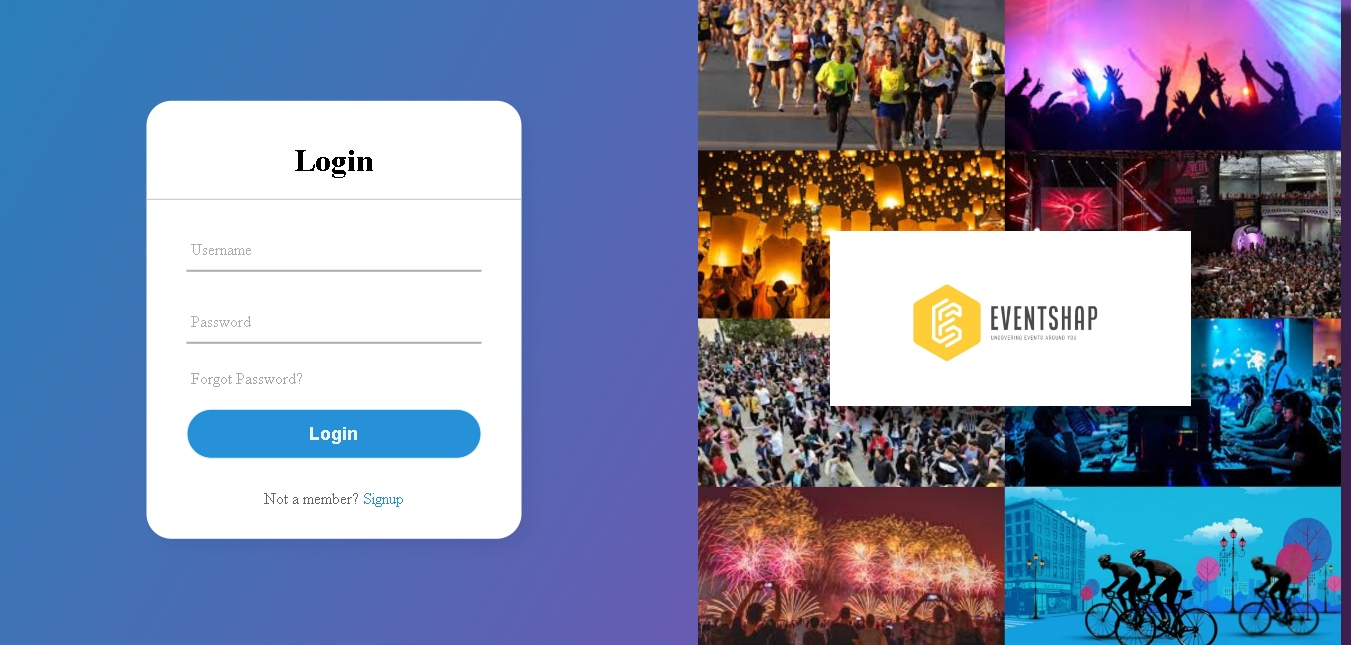 Login
Username
Password
Forgot Password?
Login
Not a member? Signup
EVENTSHAP
UNCOVERING EVENTS AROUND YOU